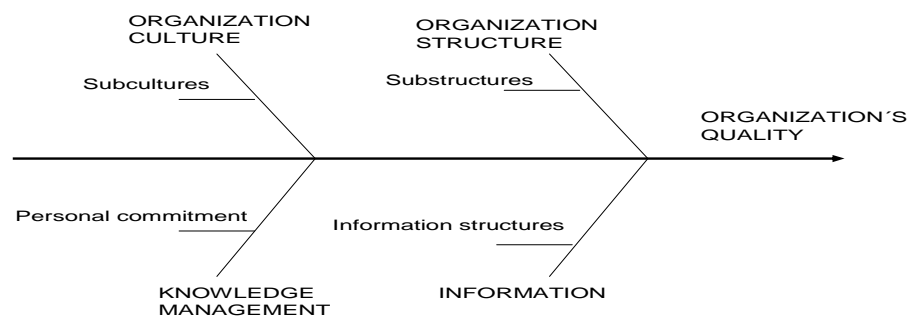 ORGANIZATION
CULTURE
ORGANIZATION
STRUCTURE
Subcultures
Substructures
ORGANIZATION´S
QUALITY
Personal commitment
Information structures
KNOWLEDGE
MANAGEMENT
INFORMATION